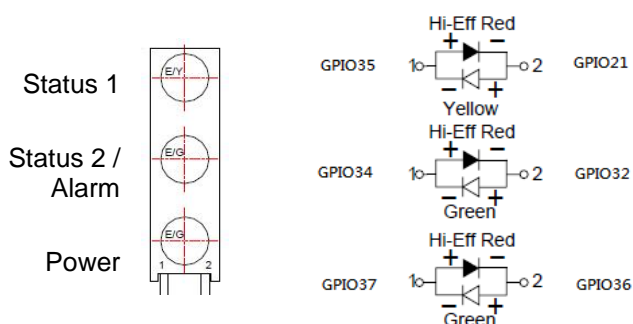 Status 1
E/Y
Status 2 /
Alarm
E/G
Power
E/G
1 2
Hi-Eff Red
+ −
GPIO35 1 2 GPIO21
− +
Yellow
Hi-Eff Red
+ −
GPIO34 1 2 GPIO32
− +
Green
Hi-Eff Red
+ −
GPIO37 1 2 GPIO36
− +
Green